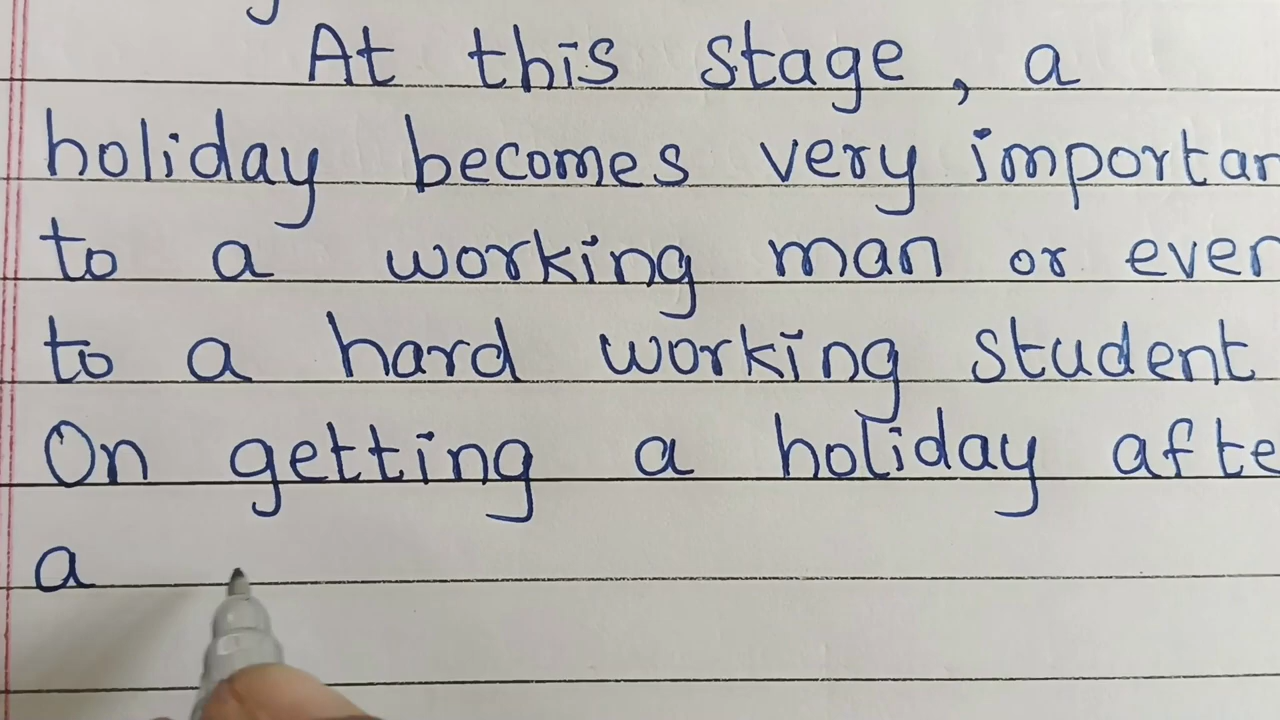 At this stage, a
holiday becomes very importan
to a working man or even
to a hard working student
On getting a holiday afte
a